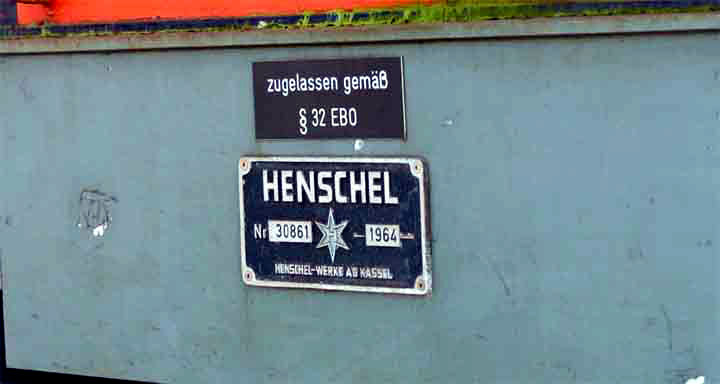 zugelassen gemäß
§ 32 EBO
HENSCHEL
Nr 30861 1964
HENSCHEL-WERKE AG KASSEL